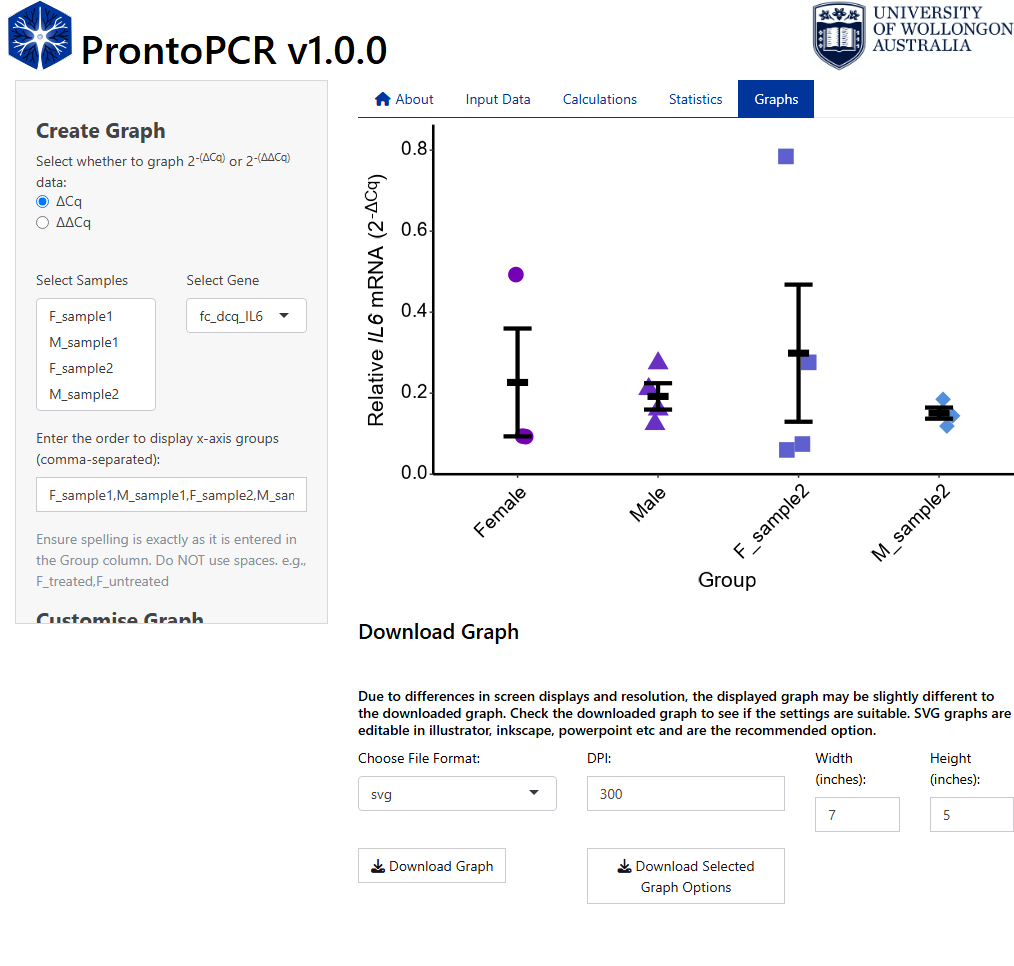 ProntoPCR v1.0.0
UNIVERSITY
OF WOLLONGONG
AUSTRALIA
About
Input Data
Calculations
Statistics
Graphs
Create Graph
Select whether to graph 2-(ΔCq) or 2-(ΔΔCq)
data:
ΔCq
ΔΔCq
Select Samples
Select Gene
F_sample1
M_sample1
F_sample2
M_sample2
fc_dcq_IL6
Enter the order to display x-axis groups
(comma-separated):
F_sample1,M_sample1,F_sample2,M_sam
Ensure spelling is exactly as it is entered in
the Group column. Do NOT use spaces. e.g.,
F_treated,F_untreated
Customise Graph
Relative IL6 mRNA (2-ΔCq)
0.8
0.6
0.4
0.2
0.0
Female
Male
F_sample2
M_sample2
Group
Download Graph
Due to differences in screen displays and resolution, the displayed graph may be slightly different to
the downloaded graph. Check the downloaded graph to see if the settings are suitable. SVG graphs are
editable in illustrator, inkscape, powerpoint etc and are the recommended option.
Choose File Format:
svg
DPI:
300
Width
(inches):
7
Height
(inches):
5
Download Graph
Download Selected
Graph Options